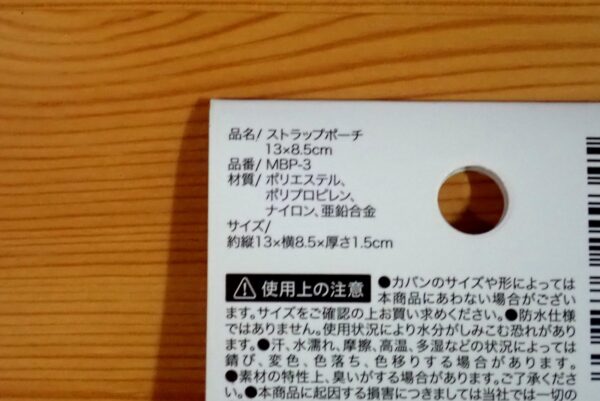 品名/ ストラップポーチ
13×8.5cm
品番/ MBP-3
材質/ ポリエステル、
ポリプロピレン、
ナイロン、亜鉛合金
サイズ/
約縦13×横8.5×厚さ1.5cm
使用上の注意 ●カバンのサイズや形によっては
本商品にあわない場合がござい
ます。サイズをご確認の上お買い求めください。●防水仕様
ではありません。使用状況により水分がしみこむ恐れがあり
ます。●汗、水濡れ、摩擦、高温、多湿などの状況によっては
錆び、変色、色落ち、色移りする場合があります。
●素材の特性上、臭いがする場合があります。ご了承くださ
い。●本商品に起因する損害につきましては当社では一切の